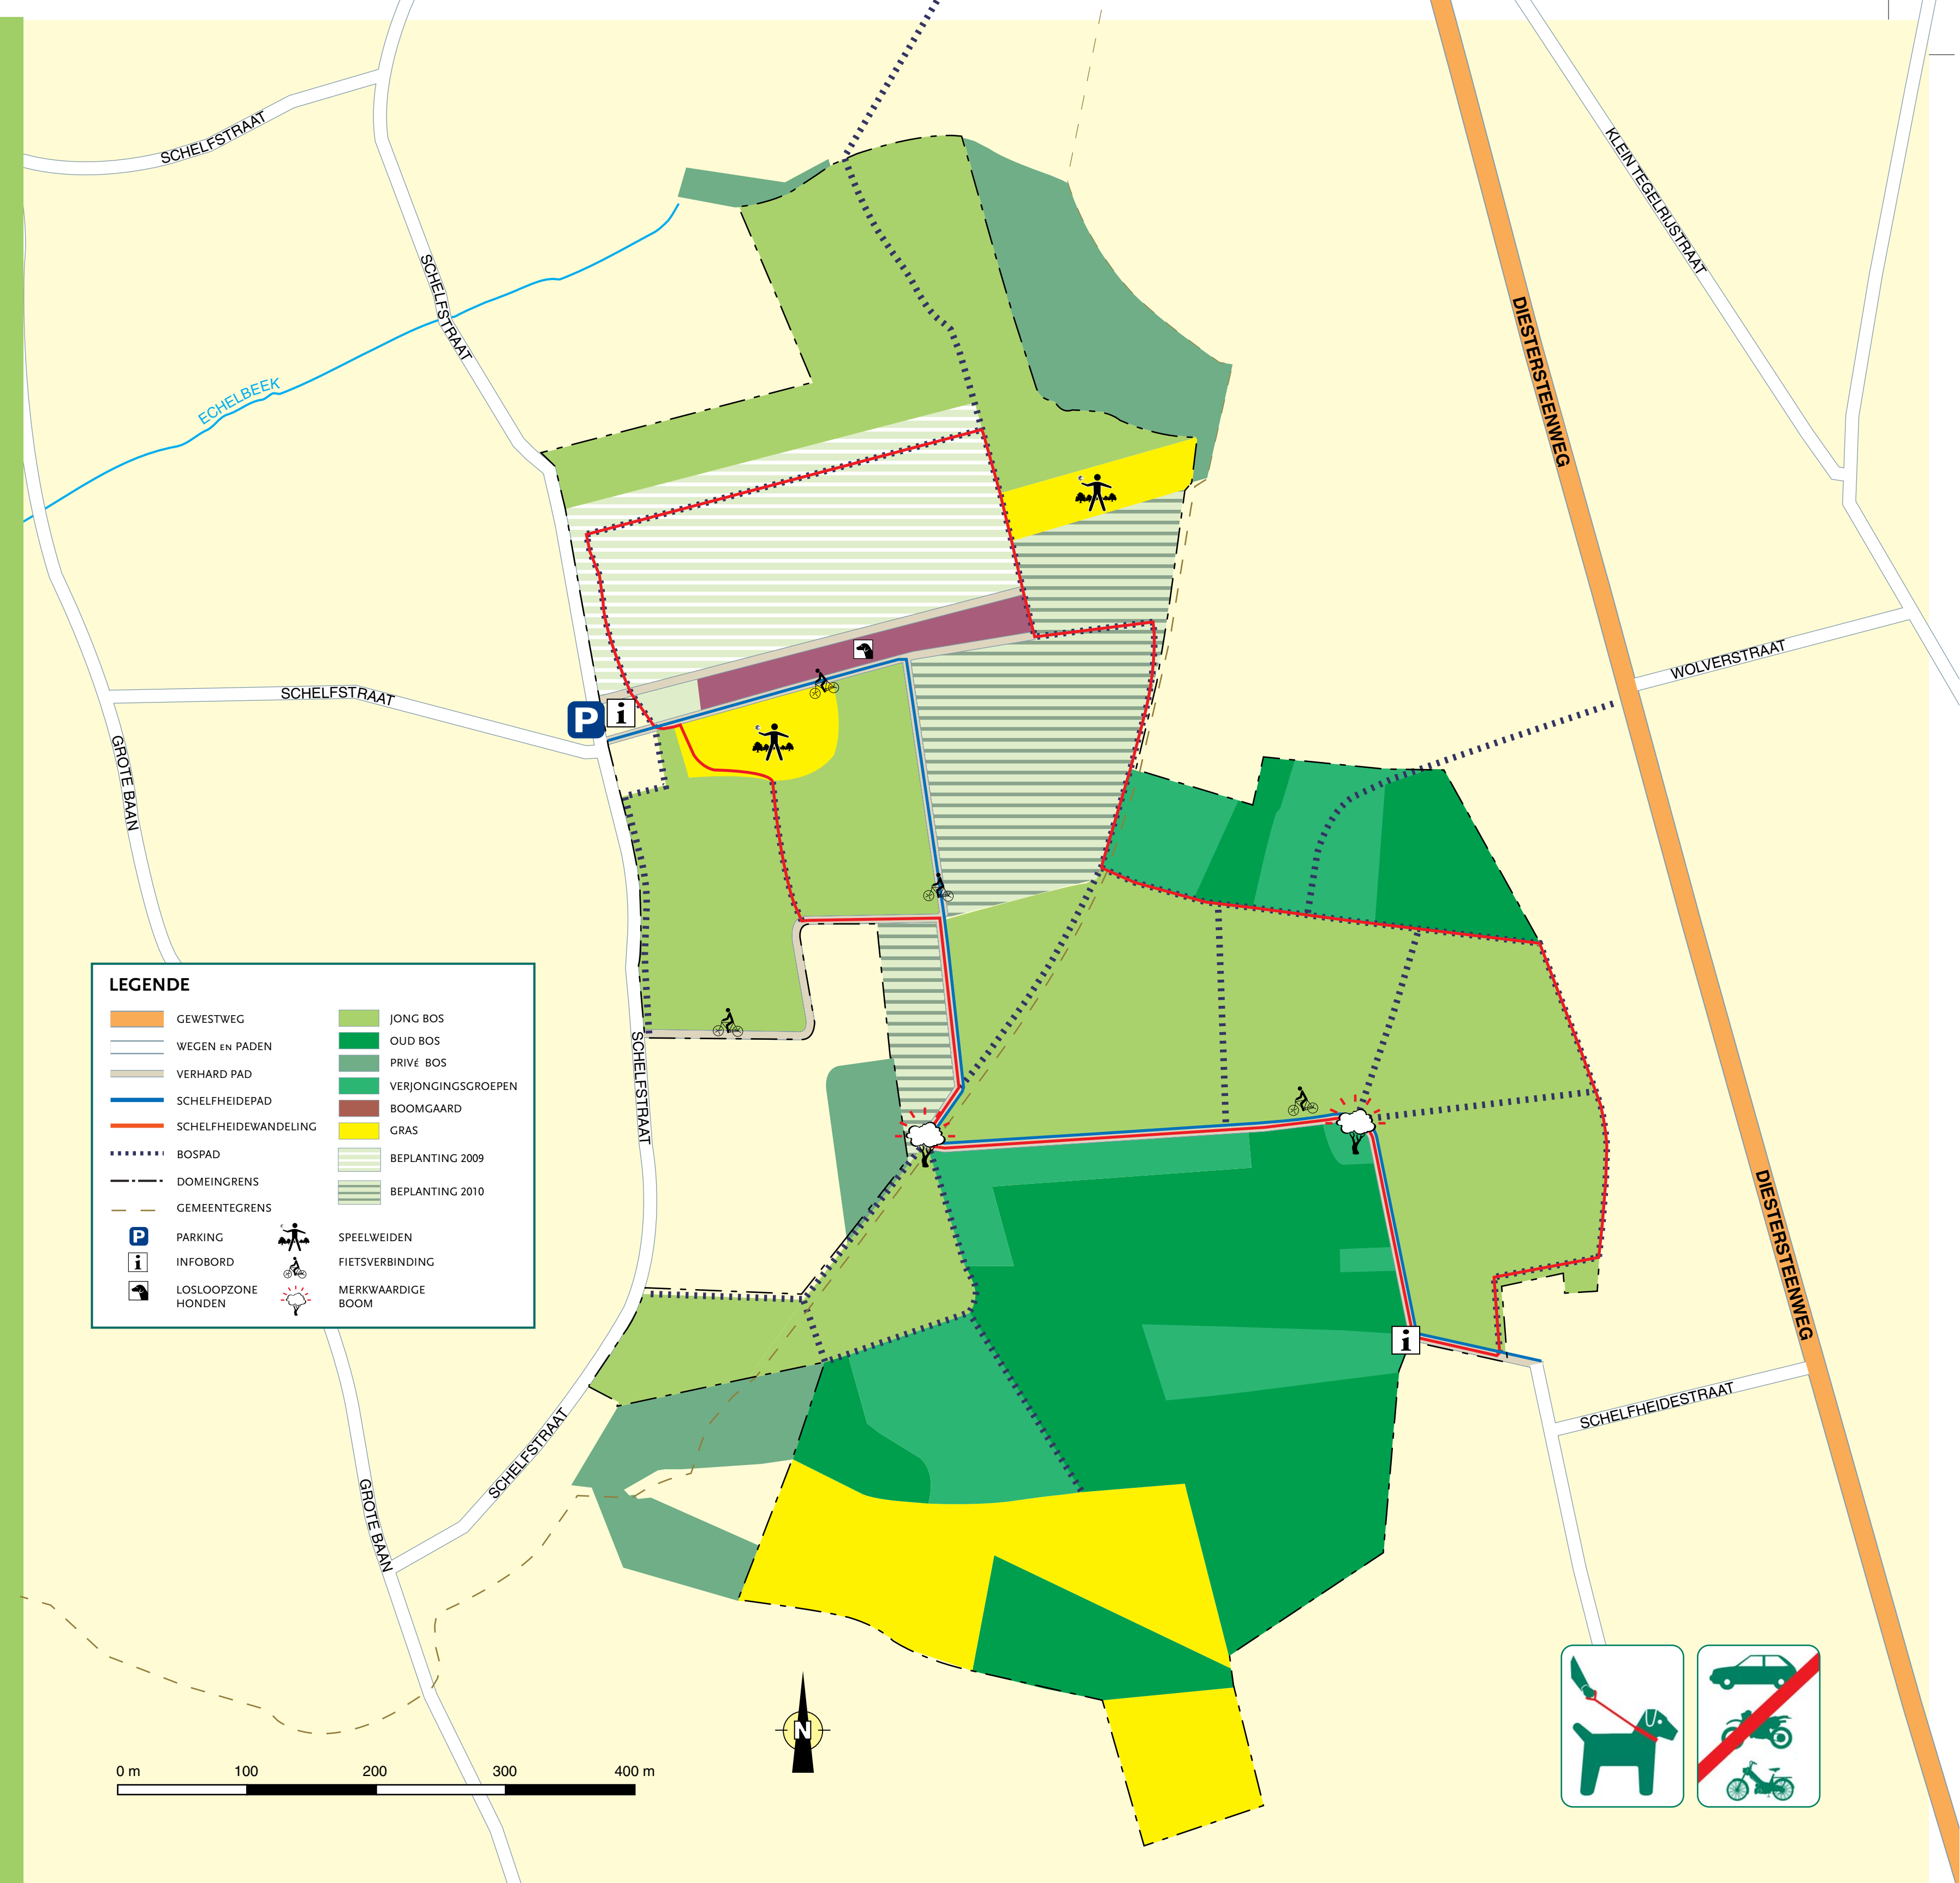 SCHELFSTRAAT
KLEIN TEGELRIJSTRAAT
SCHELFSTRAAT
DIESTERSTEENWEG
ECHELBEEK
WOLVERSTRAAT
SCHELFSTRAAT
P
i
GROTE BAAN
LEGENDE
GEWESTWEG
WEGEN EN PADEN
VERHARD PAD
SCHELFHEIDEPAD
SCHELFHEIDEWANDELING
BOSPAD
DOMEINGRENS
GEMEENTEGRENS
P PARKING
i INFOBORD
LOSLOOPZONE
HONDEN
JONG BOS
OUD BOS
PRIVé BOS
VERJONGINGSGROEPEN
BOOMGAARD
GRAS
BEPLANTING 2009
BEPLANTING 2010
SPEELWEIDEN
FIETSVERBINDING
MERKWAARDIGE
BOOM
SCHELFSTRAAT
DIESTERSTEENWEG
i
SCHELFHEIDESTRAAT
SCHELFSTRAAT
GROTE BAAN
N
0 m 100 200 300 400 m